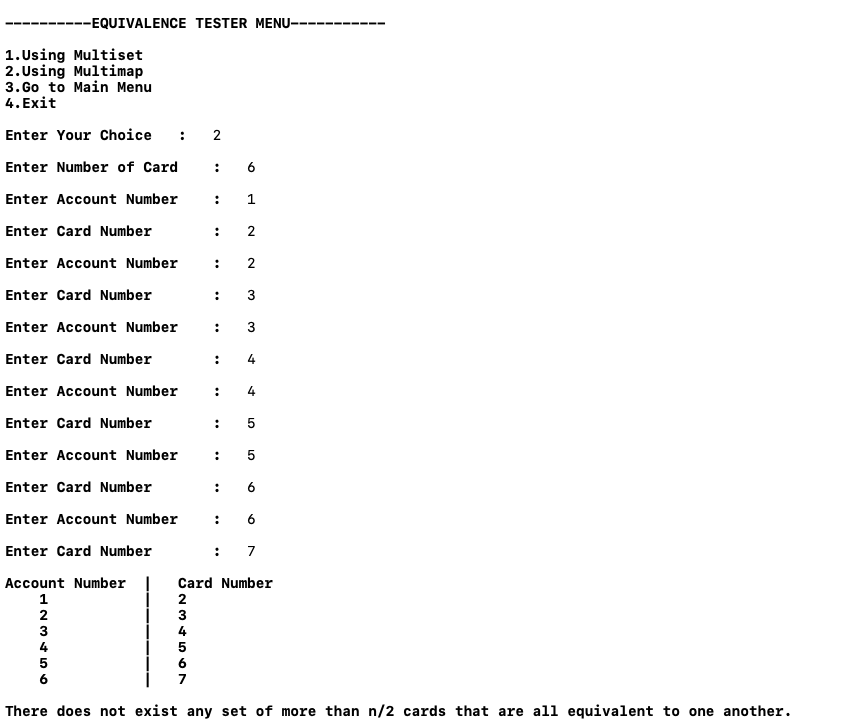 ----------EQUIVALENCE TESTER MENU-----------
1.Using Multiset
2.Using Multimap
3.Go to Main Menu
4.Exit
Enter Your Choice   :   2
Enter Number of Card    :   6
Enter Account Number    :   1
Enter Card Number       :   2
Enter Account Number    :   2
Enter Card Number       :   3
Enter Account Number    :   3
Enter Card Number       :   4
Enter Account Number    :   4
Enter Card Number       :   5
Enter Account Number    :   5
Enter Card Number       :   6
Enter Account Number    :   6
Enter Card Number       :   7
Account Number  |   Card Number
    1           |   2
    2           |   3
    3           |   4
    4           |   5
    5           |   6
    6           |   7
There does not exist any set of more than n/2 cards that are all equivalent to one another.